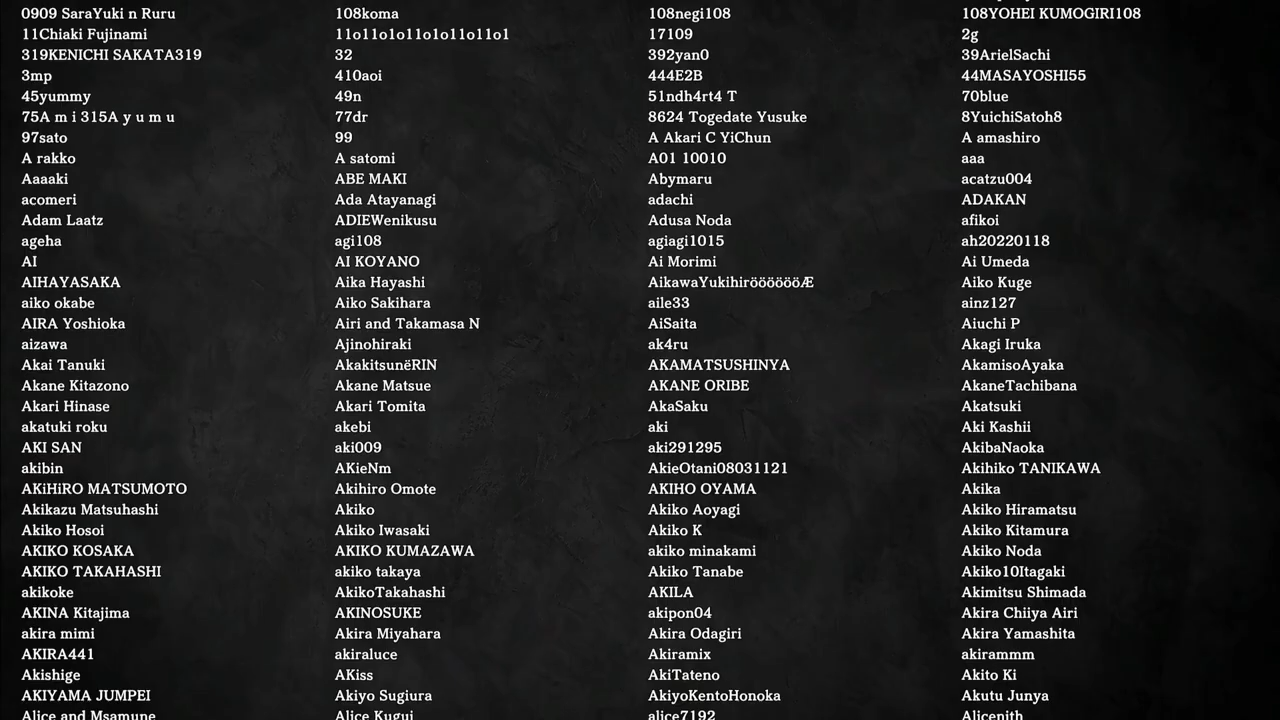 0909 SaraYuki n Ruru 108koma 108negi108 108YOHEI KUMOGIRI108
11Chiaki Fujinami 11o11o1o11o1o11o11o1 17109 2g
319KENICHI SAKATA319 32 392yan0 39ArielSachi
3mp 410aoi 444E2B 44MASAYOSHI55
45yummy 49n 51ndh4rt4 T 70blue
75A m i 315A y u m u 77dr 8624 Togedate Yusuke 8YuichiSatoh8
97sato 99 A Akari C YiChun A amashiro
A rakko A satomi A01 10010 aaa
Aaaaki ABE MAKI Abymaru acatzu004
acomeri Ada Atayanagi adachi ADAKAN
Adam Laatz ADIEWenikusu Adusa Noda afikoi
ageha agi108 agiagi1015 ah20220118
AI AI KOYANO Ai Morimi Ai Umeda
AIHAYASAKA Aika Hayashi AikawaYukihiröööööö​Æ Aiko Kuge
aiko okabe Aiko Sakihara aile33 ainz127
AIRA Yoshioka Airi and Takamasa N AiSaita Aiuchi P
aizawa Ajinohiraki ak4ru Akagi Iruka
Akai Tanuki AkakitsunëRIN AKAMATSUSHINYA AkamisoAyaka
Akane Kitazono Akane Matsue AKANE ORIBE AkaneTachibana
Akari Hinase Akari Tomita AkaSaku Akatsuki
akatuki roku akebi aki Aki Kashii
AKI SAN aki009 aki291295 AkibaNaoka
akibin AKieNm AkieOtani08031121 Akihiko TANIKAWA
AKiHiRO MATSUMOTO Akihiro Omote AKIHO OYAMA Akika
Akikazu Matsuhashi Akiko Akiko Aoyagi Akiko Hiramatsu
Akiko Hosoi Akiko Iwasaki Akiko K Akiko Kitamura
AKIKO KOSAKA AKIKO KUMAZAWA akiko minakami Akiko Noda
AKIKO TAKAHASHI akiko takaya Akiko Tanabe Akiko10Itagaki
akikoke AkikoTakahashi AKILA Akimitsu Shimada
AKINA Kitajima AKINOSUKE akipon04 Akira Chiiya Airi
akira mimi Akira Miyahara Akira Odagiri Akira Yamashita
AKIRA441 akiraluce Akiramix akirammm
Akishige AKiss AkiTateno Akito Ki
AKIYAMA JUMPEI Akiyo Sugiura AkiyoKentoHonoka Akutu Junya
Alice and Msamune Alice Kugui alice7192 Alicenith